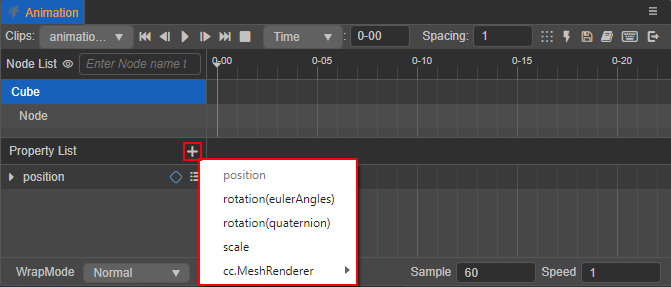 Animation
Clips: animatio... Time : 0-00 Spacing: 1
Node List Enter Node name t 0-00 0-05 0-10 0-15 0-20 0-22
Cube
Node
Property List
position
position
rotation(eulerAngles)
rotation(quaternion)
scale
cc.MeshRenderer
WrapMode Normal Sample 60 Speed 1